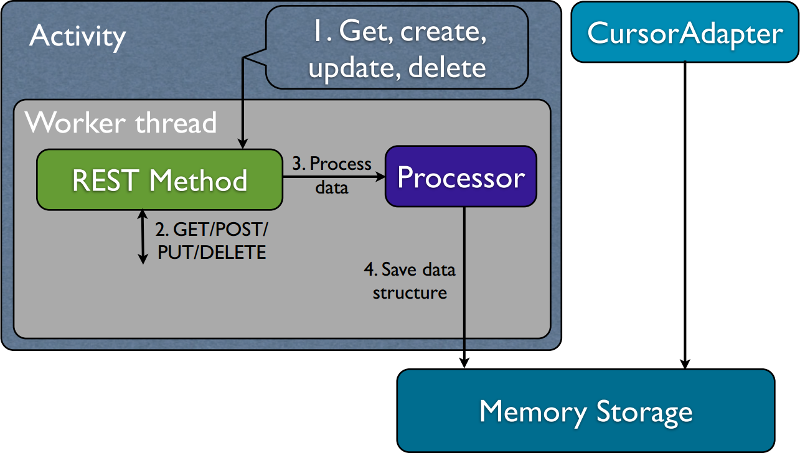 Activity
1. Get, create,
update, delete
CursorAdapter
Worker thread
REST Method
3. Process
data
Processor
2. GET/POST/
PUT/DELETE
4. Save data
structure
Memory Storage